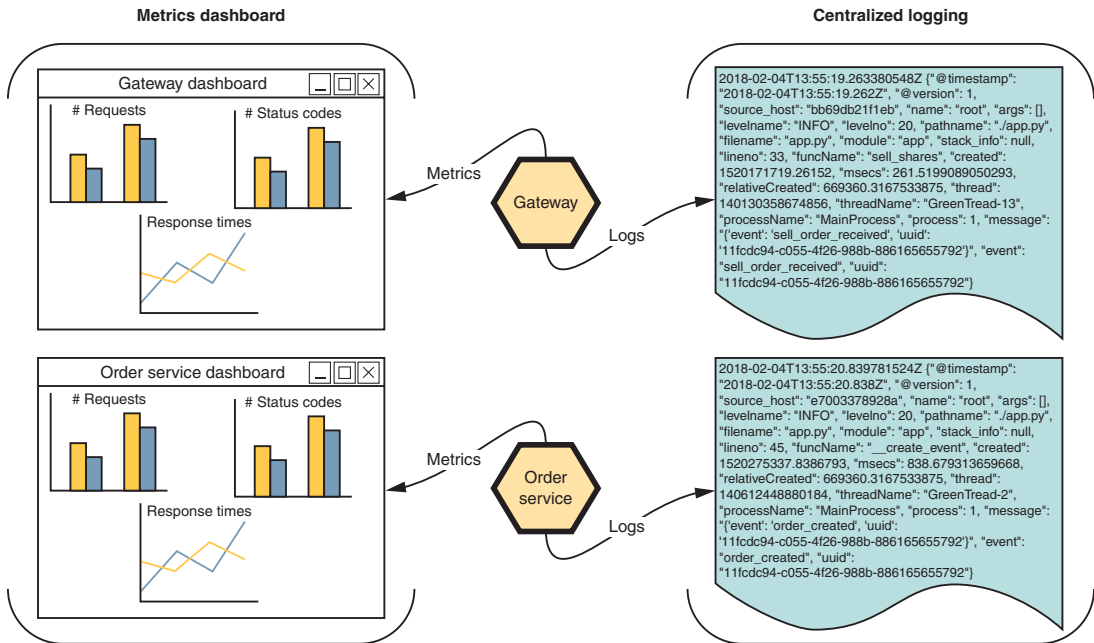 Metrics dashboard
Centralized logging
Gateway dashboard
# Requests
# Status codes
Response times
Metrics
Gateway
Logs
2018-02-04T13:55:19.263380548Z {"@timestamp":
"2018-02-04T13:55:19.262Z", "@version": 1,
"source_host": "bb69db21f1eb", "name": "root", "args": [],
"levelname": "INFO", "levelno": 20, "pathname": "./app.py",
"filename": "app.py", "module": "app", "stack_info": null,
"lineno": 33, "funcName": "sell_shares", "created":
1520171719.26152, "msecs": 261.5199089050293,
"relativeCreated": 669360.3167533875, "thread":
140130358674856, "threadName": "GreenTread-13",
"processName": "MainProcess", "process": 1, "message":
"{'event': 'sell_order_received', 'uuid':
'11fcdc94-c055-4f26-988b-886165655792'}", "event":
"sell_order_received", "uuid":
"11fcdc94-c055-4f26-988b-886165655792"}
Order service dashboard
# Requests
# Status codes
Response times
Metrics
Order
service
Logs
2018-02-04T13:55:20.839781524Z {"@timestamp":
"2018-02-04T13:55:20.838Z", "@version": 1,
"source_host": "e7003378928a", "name": "root", "args": [],
"levelname": "INFO", "levelno": 20, "pathname": "./app.py",
"filename": "app.py", "module": "app", "stack_info": null,
"lineno": 45, "funcName": "__create_event", "created":
1520275337.8386793, "msecs": 838.679313659668,
"relativeCreated": 669360.3167533875, "thread":
140612448880184, "threadName": "GreenTread-2",
"processName": "MainProcess", "process": 1, "message":
"{'event': 'order_created', 'uuid':
'11fcdc94-c055-4f26-988b-886165655792'}", "event":
"order_created", "uuid":
"11fcdc94-c055-4f26-988b-886165655792"}